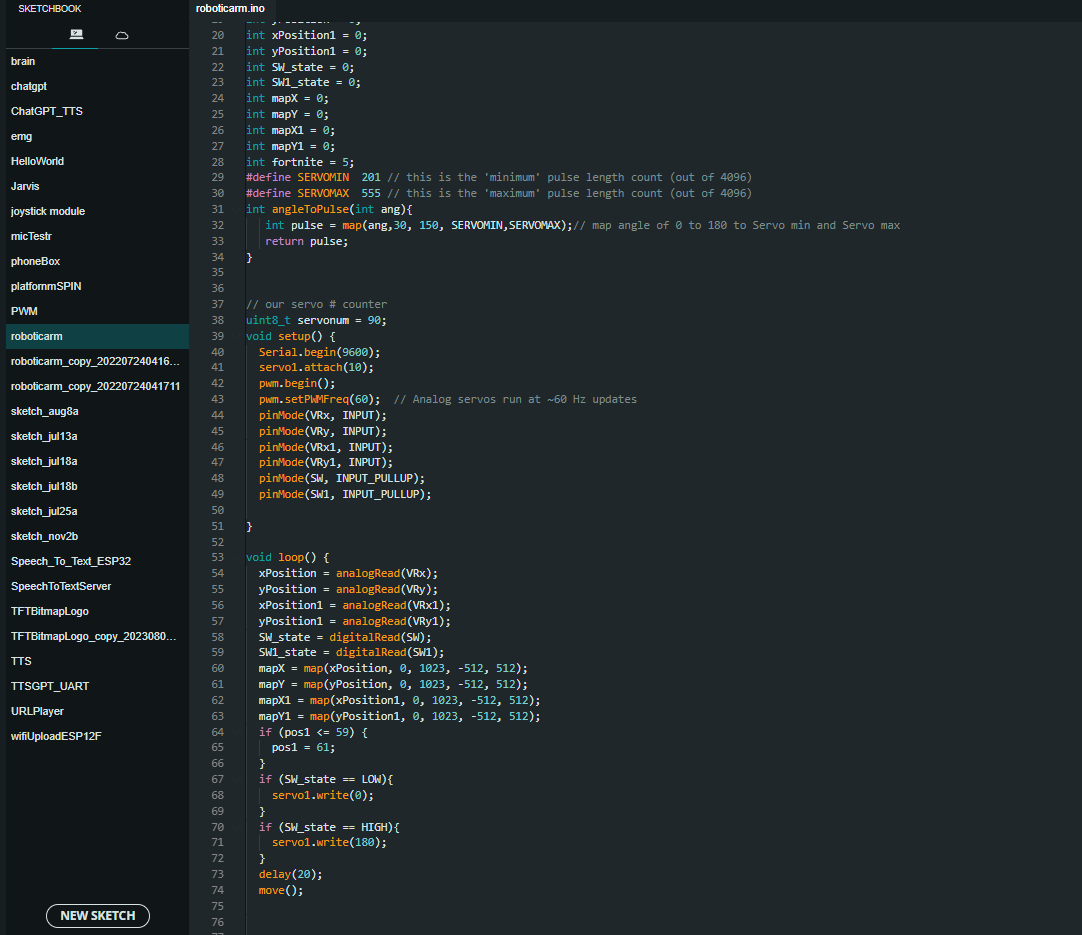 SKETCHBOOK
brain
chatgpt
ChatGPT_TTS
emg
HelloWorld
Jarvis
joystick module
micTestr
phoneBox
platfommSPIN
PWM
roboticarm
roboticarm_copy_202207240416...
roboticarm_copy_20220724041711
sketch_aug8a
sketch_jul13a
sketch_jul18a
sketch_jul18b
sketch_jul25a
sketch_nov2b
Speech_To_Text_ESP32
SpeechToTextServer
TFTBitmapLogo
TFTBitmapLogo_copy_2023080...
TTS
TTSGPT_UART
URLPlayer
wifiUploadESP12F
NEW SKETCH
roboticarm.ino
20 int xPosition1 = 0;
21 int yPosition1 = 0;
22 int SW_state = 0;
23 int SW1_state = 0;
24 int mapX = 0;
25 int mapY = 0;
26 int mapX1 = 0;
27 int mapY1 = 0;
28 int fortnite = 5;
29 #define SERVOMIN  201 // this is the 'minimum' pulse length count (out of 4096)
30 #define SERVOMAX  555 // this is the 'maximum' pulse length count (out of 4096)
31 int angleToPulse(int ang){
32    int pulse = map(ang,30, 150, SERVOMIN,SERVOMAX);// map angle of 0 to 180 to Servo min and Servo max
33    return pulse;
34 }
35
36
37 // our servo # counter
38 uint8_t servonum = 90;
39 void setup() {
40   Serial.begin(9600);
41   servo1.attach(10);
42   pwm.begin();
43   pwm.setPWMFreq(60);  // Analog servos run at ~60 Hz updates
44   pinMode(VRx, INPUT);
45   pinMode(VRy, INPUT);
46   pinMode(VRx1, INPUT);
47   pinMode(VRy1, INPUT);
48   pinMode(SW, INPUT_PULLUP);
49   pinMode(SW1, INPUT_PULLUP);
50
51 }
52
53 void loop() {
54   xPosition = analogRead(VRx);
55   yPosition = analogRead(VRy);
56   xPosition1 = analogRead(VRx1);
57   yPosition1 = analogRead(VRy1);
58   SW_state = digitalRead(SW);
59   SW1_state = digitalRead(SW1);
60   mapX = map(xPosition, 0, 1023, -512, 512);
61   mapY = map(yPosition, 0, 1023, -512, 512);
62   mapX1 = map(xPosition1, 0, 1023, -512, 512);
63   mapY1 = map(yPosition1, 0, 1023, -512, 512);
64   if (pos1 <= 59) {
65     pos1 = 61;
66   }
67   if (SW_state == LOW){
68     servo1.write(0);
69   }
70   if (SW_state == HIGH){
71     servo1.write(180);
72   }
73   delay(20);
74   move();
75
76